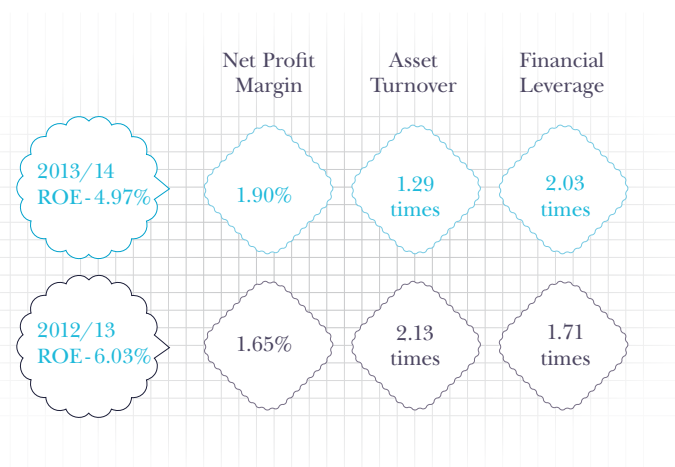 Net Profit
Margin
Asset
Turnover
Financial
Leverage
2013/14
ROE-4.97%
1.90%
1.29
times
2.03
times
2012/13
ROE-6.03%
1.65%
2.13
times
1.71
times